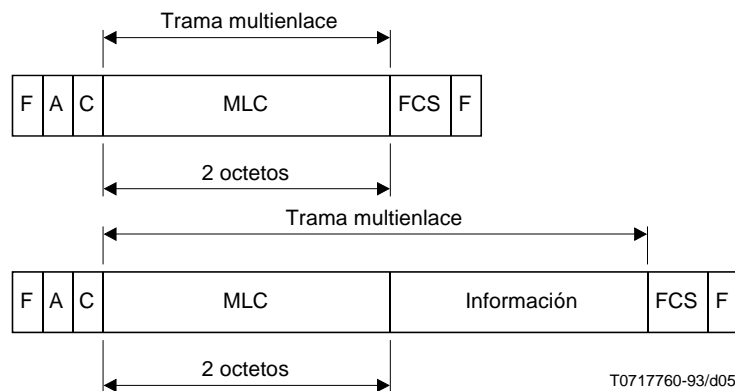 Trama multienlace
F A C MLC FCS F
2 octetos
Trama multienlace
F A C MLC Información FCS F
2 octetos
T0717760-93/d05